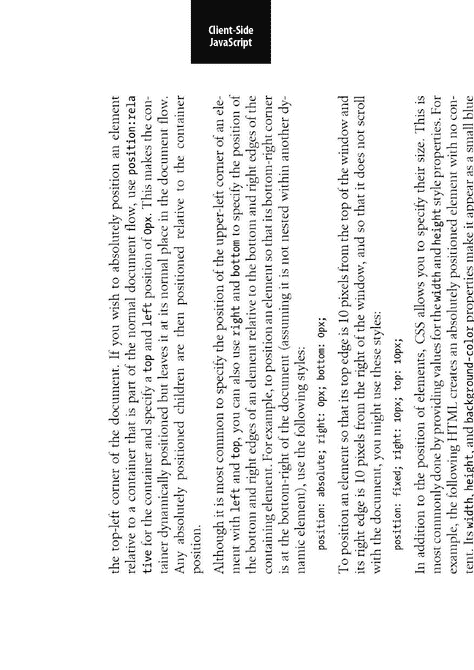 Client-Side
JavaScript
the top-left corner of the document. If you wish to absolutely position an element
relative to a container that is part of the normal document flow, use position:rela
tive for the container and specify a top and left position of 0px. This makes the con-
tainer dynamically positioned but leaves it at its normal place in the document flow.
Any absolutely positioned children are then positioned relative to the container
position.
Although it is most common to specify the position of the upper-left corner of an ele-
ment with left and top, you can also use right and bottom to specify the position of
the bottom and right edges of an element relative to the bottom and right edges of the
containing element. For example, to position an element so that its bottom-right corner
is at the bottom-right of the document (assuming it is not nested within another dy-
namic element), use the following styles:
position: absolute; right: 0px; bottom: 0px;
To position an element so that its top edge is 10 pixels from the top of the window and
its right edge is 10 pixels from the right of the window, and so that it does not scroll
with the document, you might use these styles:
position: fixed; right: 10px; top: 10px;
In addition to the position of elements, CSS allows you to specify their size. This is
most commonly done by providing values for the width and height style properties. For
example, the following HTML creates an absolutely positioned element with no con-
tent. Its width, height, and background-color properties make it appear as a small blue